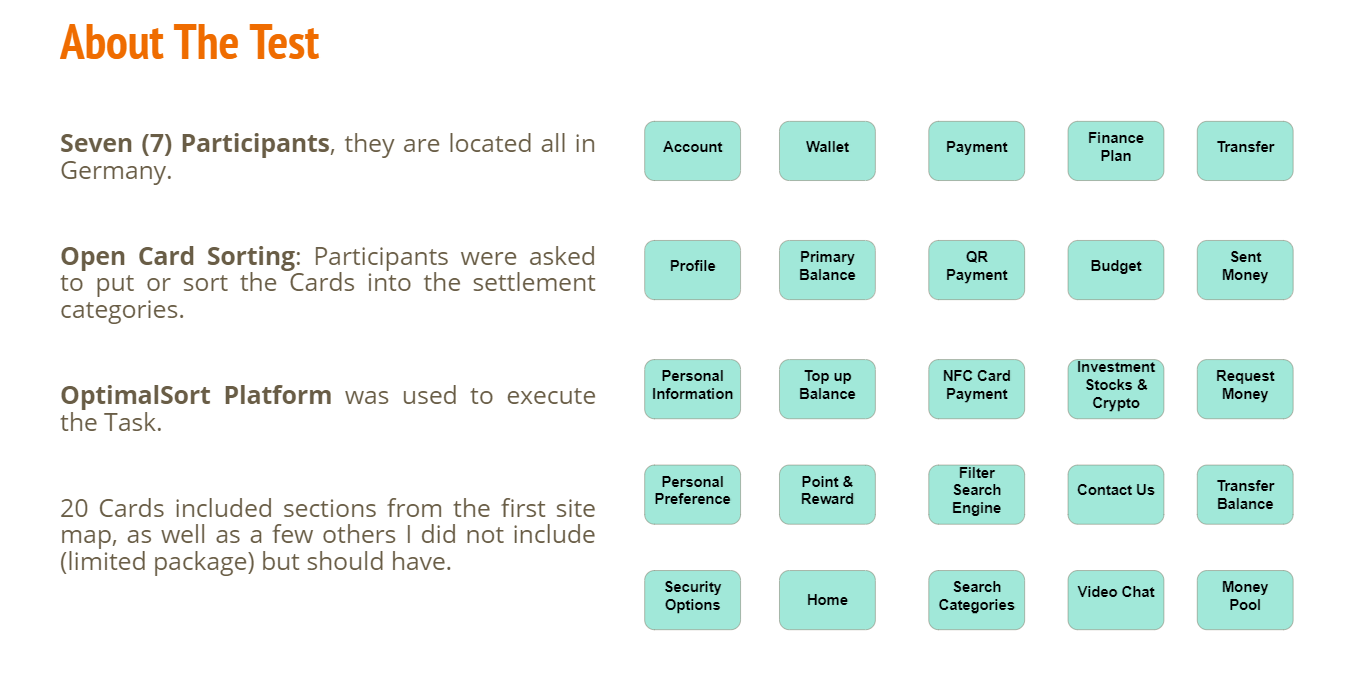 About The Test
Seven (7) Participants, they are located all in
Germany.
Open Card Sorting: Participants were asked
to put or sort the Cards into the settlement
categories.
OptimalSort Platform was used to execute
the Task.
20 Cards included sections from the first site
map, as well as a few others I did not include
(limited package) but should have.
Account
Wallet
Payment
Finance
Plan
Transfer
Profile
Primary
Balance
QR
Payment
Budget
Sent
Money
Personal
Information
Top up
Balance
NFC Card
Payment
Investment
Stocks &
Crypto
Request
Money
Personal
Preference
Point &
Reward
Filter
Search
Engine
Contact Us
Transfer
Balance
Security
Options
Home
Search
Categories
Video Chat
Money
Pool